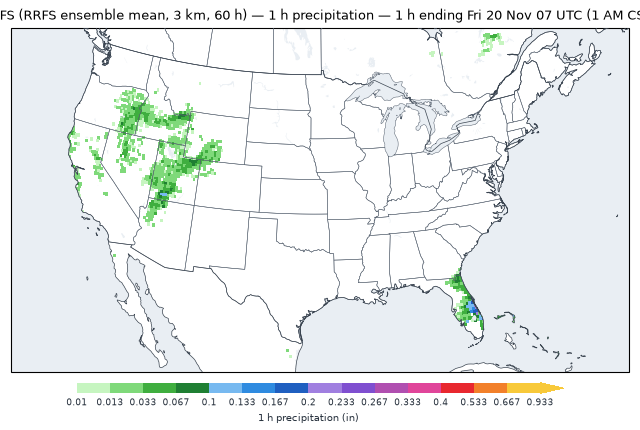 FS (RRFS ensemble mean, 3 km, 60 h) — 1 h precipitation — 1 h ending Fri 20 Nov 07 UTC (1 AM CS
0.01 0.013 0.033 0.067 0.1 0.133 0.167 0.2 0.233 0.267 0.333 0.4 0.533 0.667 0.933
1 h precipitation (in)